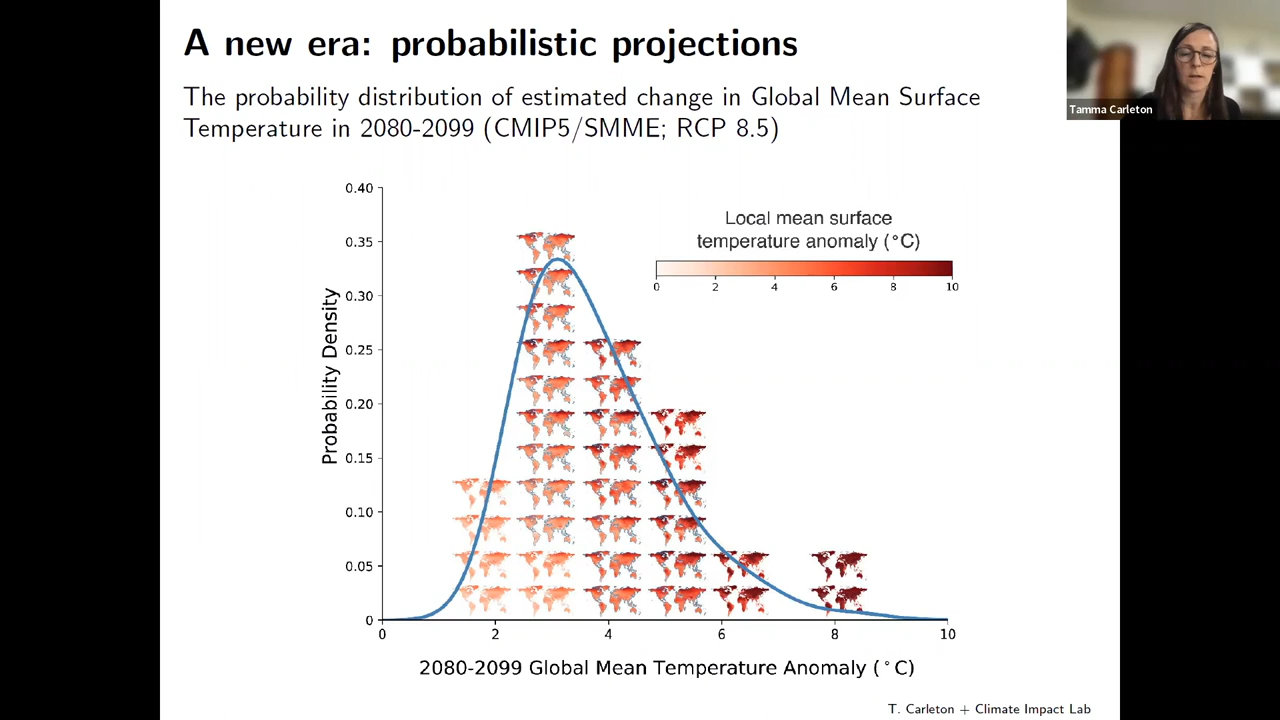 A new era: probabilistic projections
Tamma Carleton
The probability distribution of estimated change in Global Mean Surface
Temperature in 2080-2099 (CMIP5/SMME; RCP 8.5)
Local mean surface
temperature anomaly (°C)
0 2 4 6 8 10
Probability Density
0.40
0.35
0.30
0.25
0.20
0.15
0.10
0.05
0
0 2 4 6 8 10
2080-2099 Global Mean Temperature Anomaly (°C)
T. Carleton + Climate Impact Lab